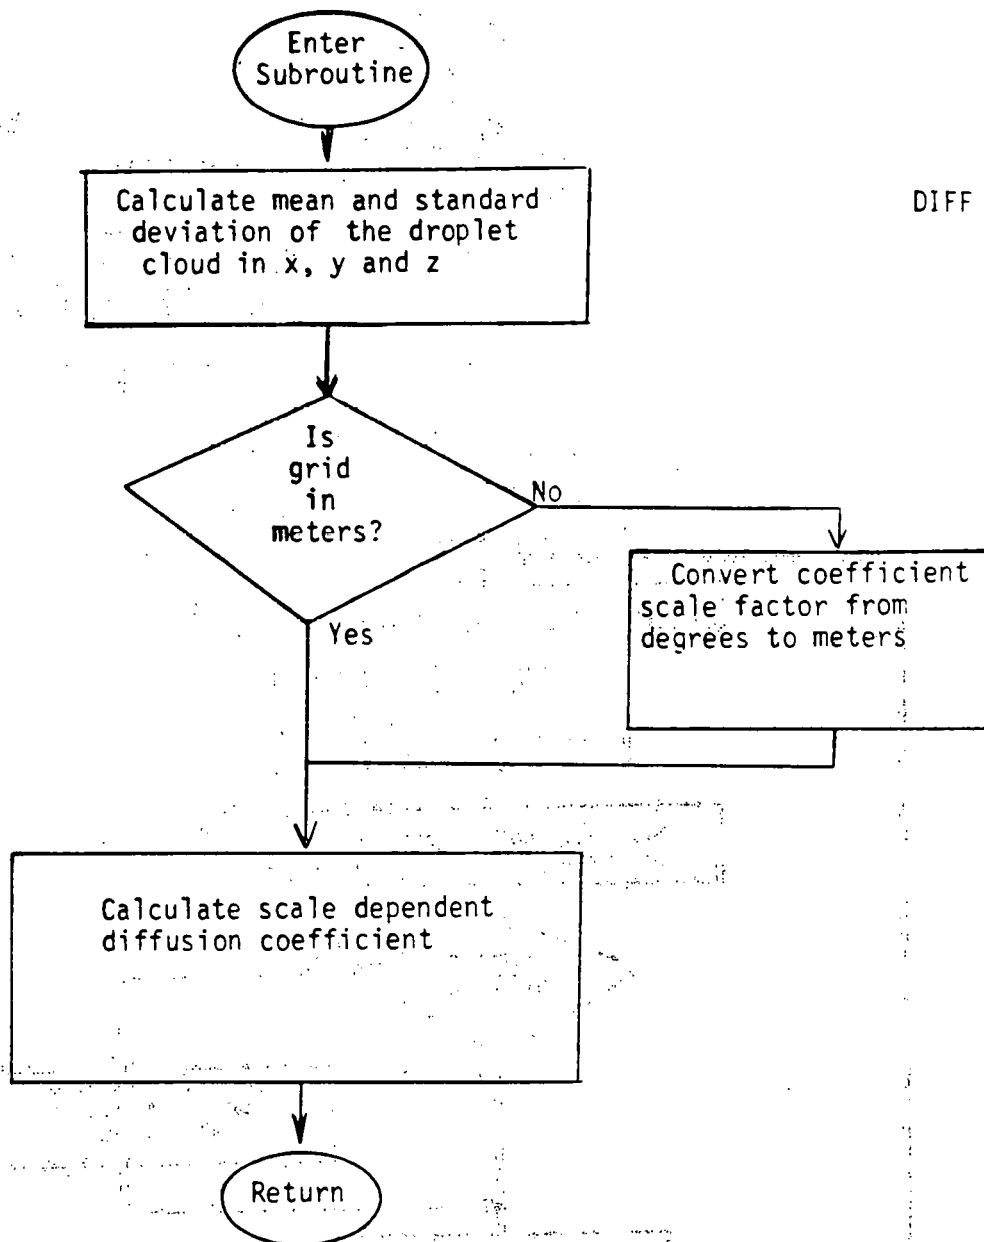 Enter
Subroutine
Calculate mean and standard
deviation of the droplet
cloud in x, y and z
DIFF
Is
grid
in
meters?
No
Convert coefficient
scale factor from
degrees to meters
Yes
Calculate scale dependent
diffusion coefficient
Return